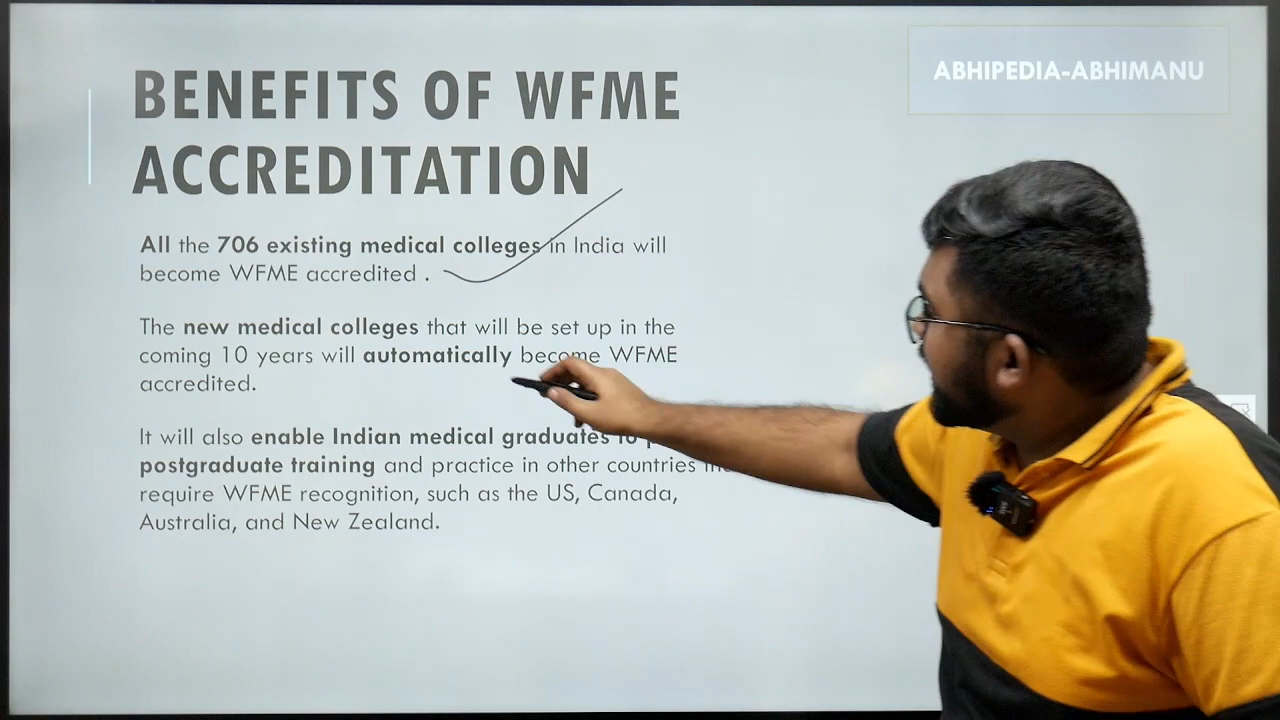 BENEFITS OF WFME
ACCREDITATION
ABHIPEDIA-ABHIMANU
All the 706 existing medical colleges in India will
become WFME accredited .
The new medical colleges that will be set up in the
coming 10 years will automatically become WFME
accredited.
It will also enable Indian medical graduates to
postgraduate training and practice in other countries
require WFME recognition, such as the US, Canada,
Australia, and New Zealand.